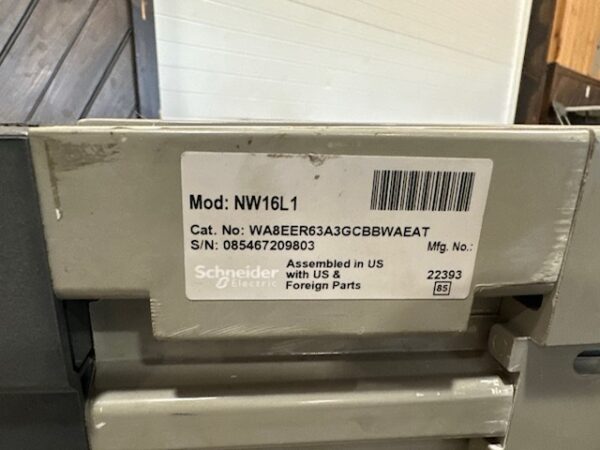 Mod: NW16L1
Cat. No: WA8EER63A3GCBBWAEAT
S/N: 085467209803
Mfg. No.:
Schneider
Electric
Assembled in US
with US &
Foreign Parts
22393
85